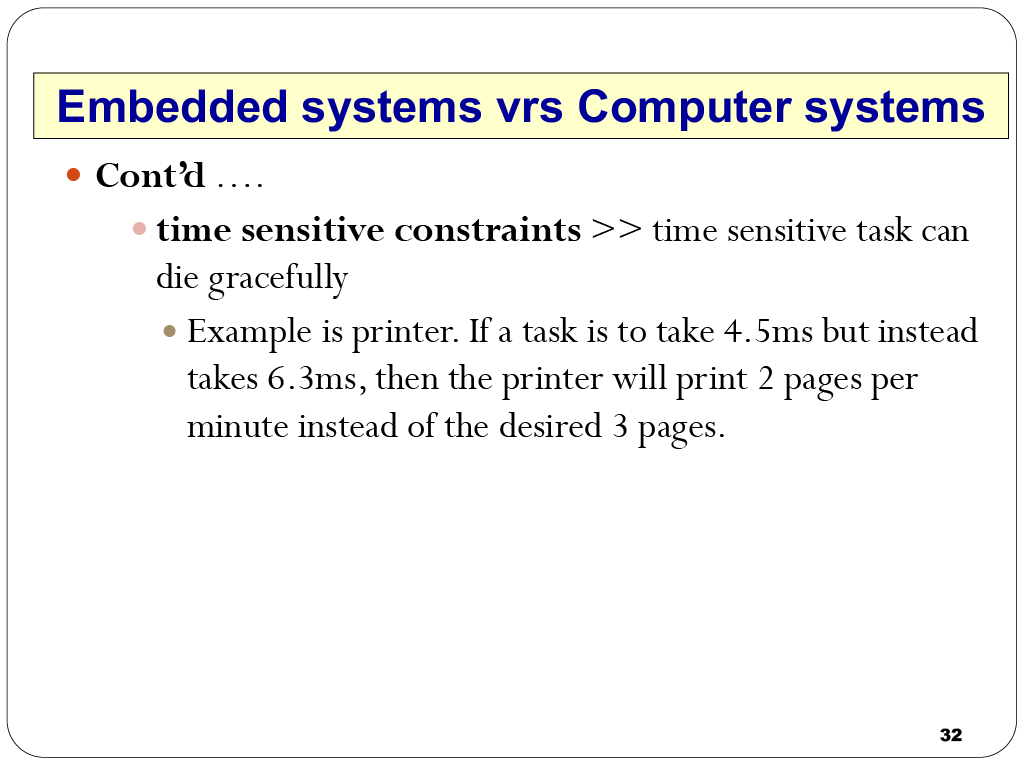 Embedded systems vrs Computer systems
Cont’d ….
time sensitive constraints >> time sensitive task can
die gracefully
Example is printer. If a task is to take 4.5ms but instead
takes 6.3ms, then the printer will print 2 pages per
minute instead of the desired 3 pages.
32